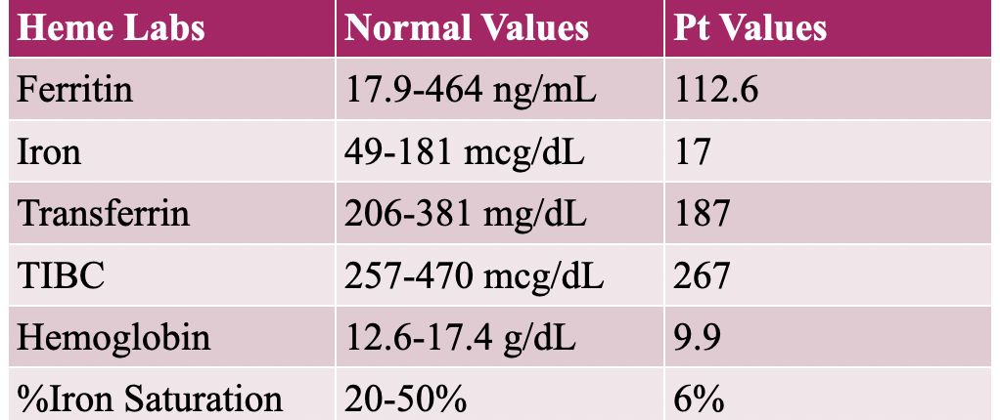 Heme Labs Normal Values Pt Values
Ferritin 17.9-464 ng/mL 112.6
Iron 49-181 mcg/dL 17
Transferrin 206-381 mg/dL 187
TIBC 257-470 mcg/dL 267
Hemoglobin 12.6-17.4 g/dL 9.9
%Iron Saturation 20-50% 6%